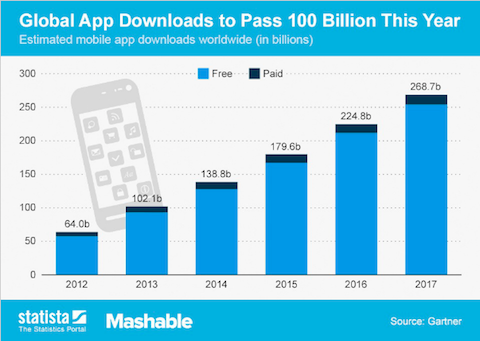 Global App Downloads to Pass 100 Billion This Year
Estimated mobile app downloads worldwide (in billions)
Free Paid
300
250
200
150
100
50
0
64.0b
102.1b
138.8b
179.6b
224.8b
268.7b
2012 2013 2014 2015 2016 2017
statista
The Statistics Portal
Mashable
Source: Gartner